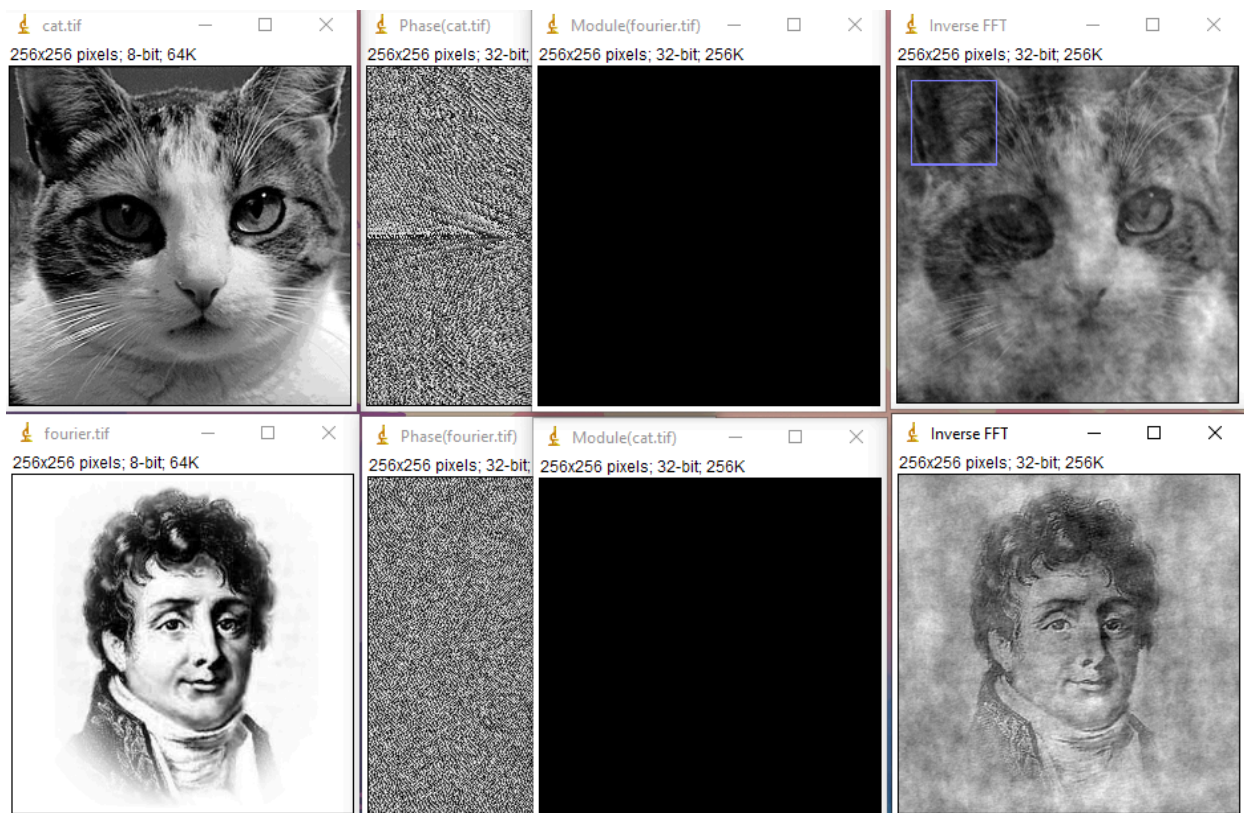 cat.tif
256x256 pixels; 8-bit; 64K
Phase(cat.tif)
256x256 pixels; 32-bit;
Module(fourier.tif)
256x256 pixels; 32-bit; 256K
Inverse FFT
256x256 pixels; 32-bit; 256K
fourier.tif
256x256 pixels; 8-bit; 64K
Phase(fourier.tif)
256x256 pixels; 32-bit;
Module(cat.tif)
256x256 pixels; 32-bit; 256K
Inverse FFT
256x256 pixels; 32-bit; 256K